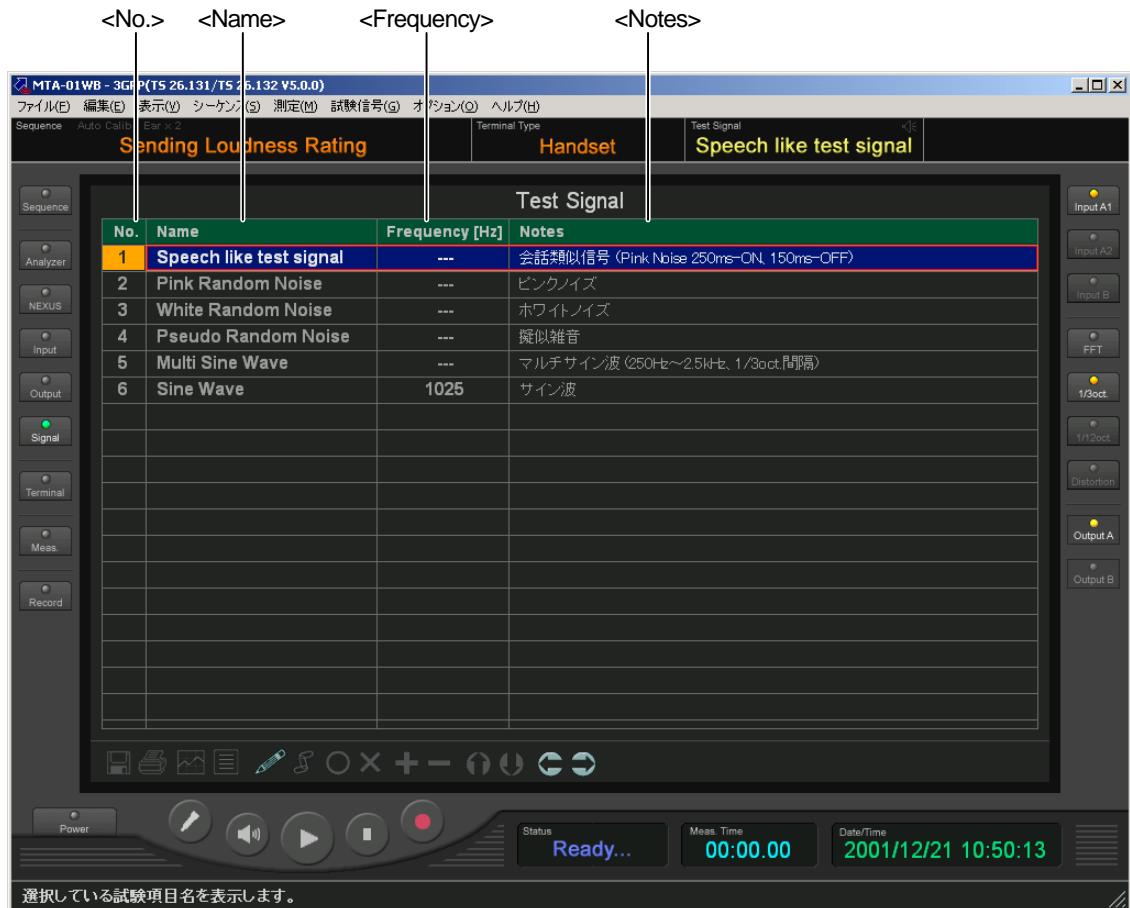 <No.> <Name> <Frequency> <Notes>
MTA-01WB - 3GPP(TS 26.131/TS 26.132 V5.0.0)
ファイル(F) 編集(E) 表示(V) シーケンス(S) 測定(M) 試験信号(G) オプション(O) ヘルプ(H)
Sequence Auto Calib Ear × 2 Terminal Type Test Signal
Sending Loudness Rating Handset Speech like test signal
Test Signal
No. Name Frequency [Hz] Notes
1 Speech like test signal --- 会話類似信号 (Pink Noise 250ms-ON, 150ms-OFF)
2 Pink Random Noise --- ピンクノイズ
3 White Random Noise --- ホワイトノイズ
4 Pseudo Random Noise --- 擬似雑音
5 Multi Sine Wave --- マルチサイン波 (250Hz～2.5kHz、1/3oct.間隔)
6 Sine Wave 1025 サイン波
Sequence
Analyzer
NEXUS
Input
Output
Signal
Terminal
Meas.
Record
Input A1
Input A2
Input B
FFT
1/3oct.
1/12oct.
Distortion
Output A
Output B
Power
Status Meas. Time Date/Time
Ready... 00:00.00 2001/12/21 10:50:13
選択している試験項目名を表示します。